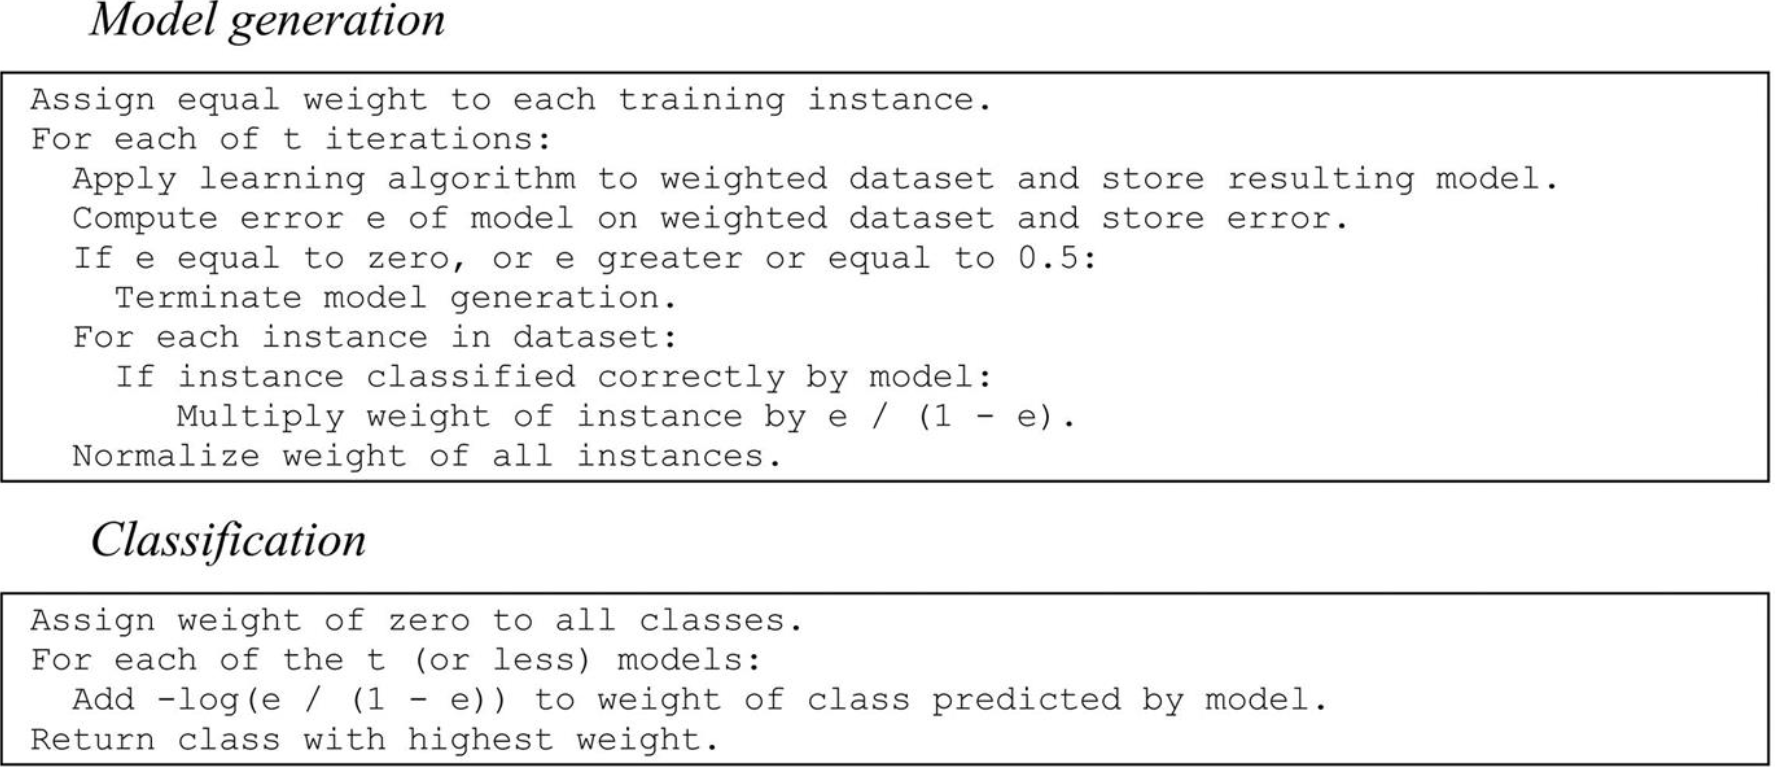 Model generation
Assign equal weight to each training instance.
For each of t iterations:
Apply learning algorithm to weighted dataset and store resulting model.
Compute error e of model on weighted dataset and store error.
If e equal to zero, or e greater or equal to 0.5:
Terminate model generation.
For each instance in dataset:
If instance classified correctly by model:
Multiply weight of instance by e / (1 - e).
Normalize weight of all instances.
Classification
Assign weight of zero to all classes.
For each of the t (or less) models:
Add -log(e / (1 - e)) to weight of class predicted by model.
Return class with highest weight.